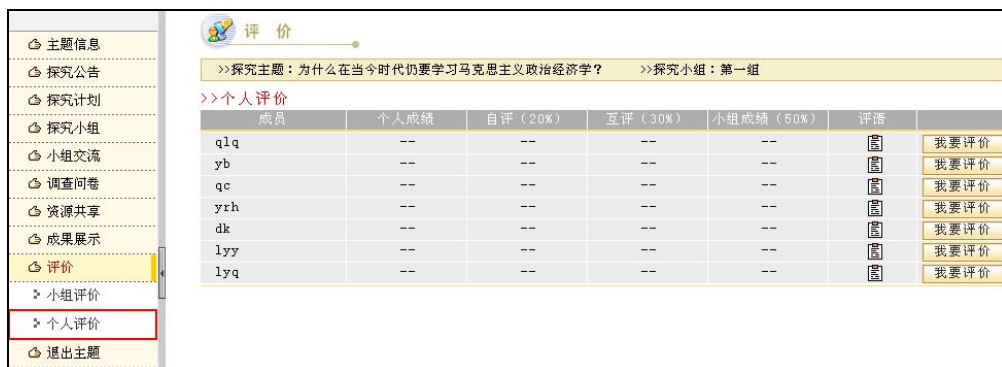 评 价
主题信息
探究公告
探究计划
探究小组
小组交流
调查问卷
资源共享
成果展示
评价
小组评价
个人评价
退出主题
>>探究主题：为什么在当今时代仍要学习马克思主义政治经济学？ >>探究小组：第一组
>>个人评价
成员 个人成绩 自评（20%） 互评（30%） 小组成绩（50%） 评语
qlq -- -- -- -- 我要评价
yb -- -- -- -- 我要评价
qc -- -- -- -- 我要评价
yrh -- -- -- -- 我要评价
dk -- -- -- -- 我要评价
lyy -- -- -- -- 我要评价
lyq -- -- -- -- 我要评价